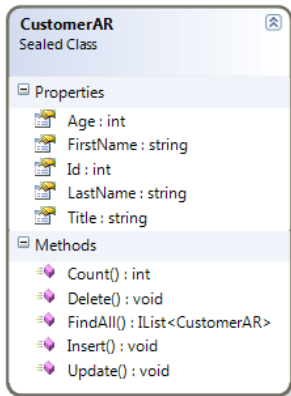 CustomerAR
Sealed Class
Properties
Age : int
FirstName : string
Id : int
LastName : string
Title : string
Methods
Count() : int
Delete() : void
FindAll() : IList<CustomerAR>
Insert() : void
Update() : void